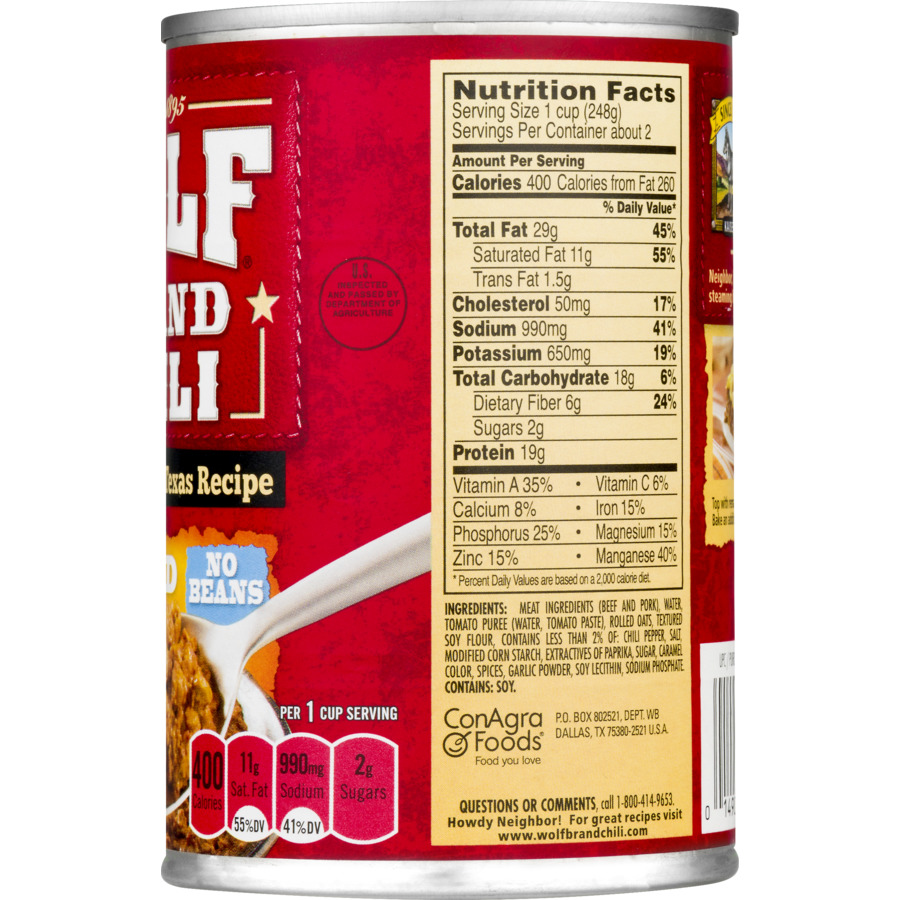 1895
LF
®
ND
LI
Texas Recipe
NO
BEANS
U.S.
INSPECTED
AND PASSED BY
DEPARTMENT OF
AGRICULTURE
PER 1 CUP SERVING
400
Calories
11g
Sat. Fat
55%DV
990mg
Sodium
41%DV
2g
Sugars
Nutrition Facts
Serving Size 1 cup (248g)
Servings Per Container about 2
Amount Per Serving
Calories 400 Calories from Fat 260
% Daily Value*
Total Fat 29g 45%
Saturated Fat 11g 55%
Trans Fat 1.5g
Cholesterol 50mg 17%
Sodium 990mg 41%
Potassium 650mg 19%
Total Carbohydrate 18g 6%
Dietary Fiber 6g 24%
Sugars 2g
Protein 19g
Vitamin A 35% • Vitamin C 6%
Calcium 8% • Iron 15%
Phosphorus 25% • Magnesium 15%
Zinc 15% • Manganese 40%
*Percent Daily Values are based on a 2,000 calorie diet.
INGREDIENTS: MEAT INGREDIENTS (BEEF AND PORK), WATER,
TOMATO PUREE (WATER, TOMATO PASTE), ROLLED OATS, TEXTURED
SOY FLOUR, CONTAINS LESS THAN 2% OF: CHILI PEPPER, SALT,
MODIFIED CORN STARCH, EXTRACTIVES OF PAPRIKA, SUGAR, CARAMEL
COLOR, SPICES, GARLIC POWDER, SOY LECITHIN, SODIUM PHOSPHATE.
CONTAINS: SOY.
ConAgra
Foods®
Food you love
P.O. BOX 802521, DEPT. WB
DALLAS, TX 75380-2521 U.S.A.
QUESTIONS OR COMMENTS, call 1-800-414-9653.
Howdy Neighbor! For great recipes visit
www.wolfbrandchili.com
Neighbor,
steaming
Top with
Bake an
0